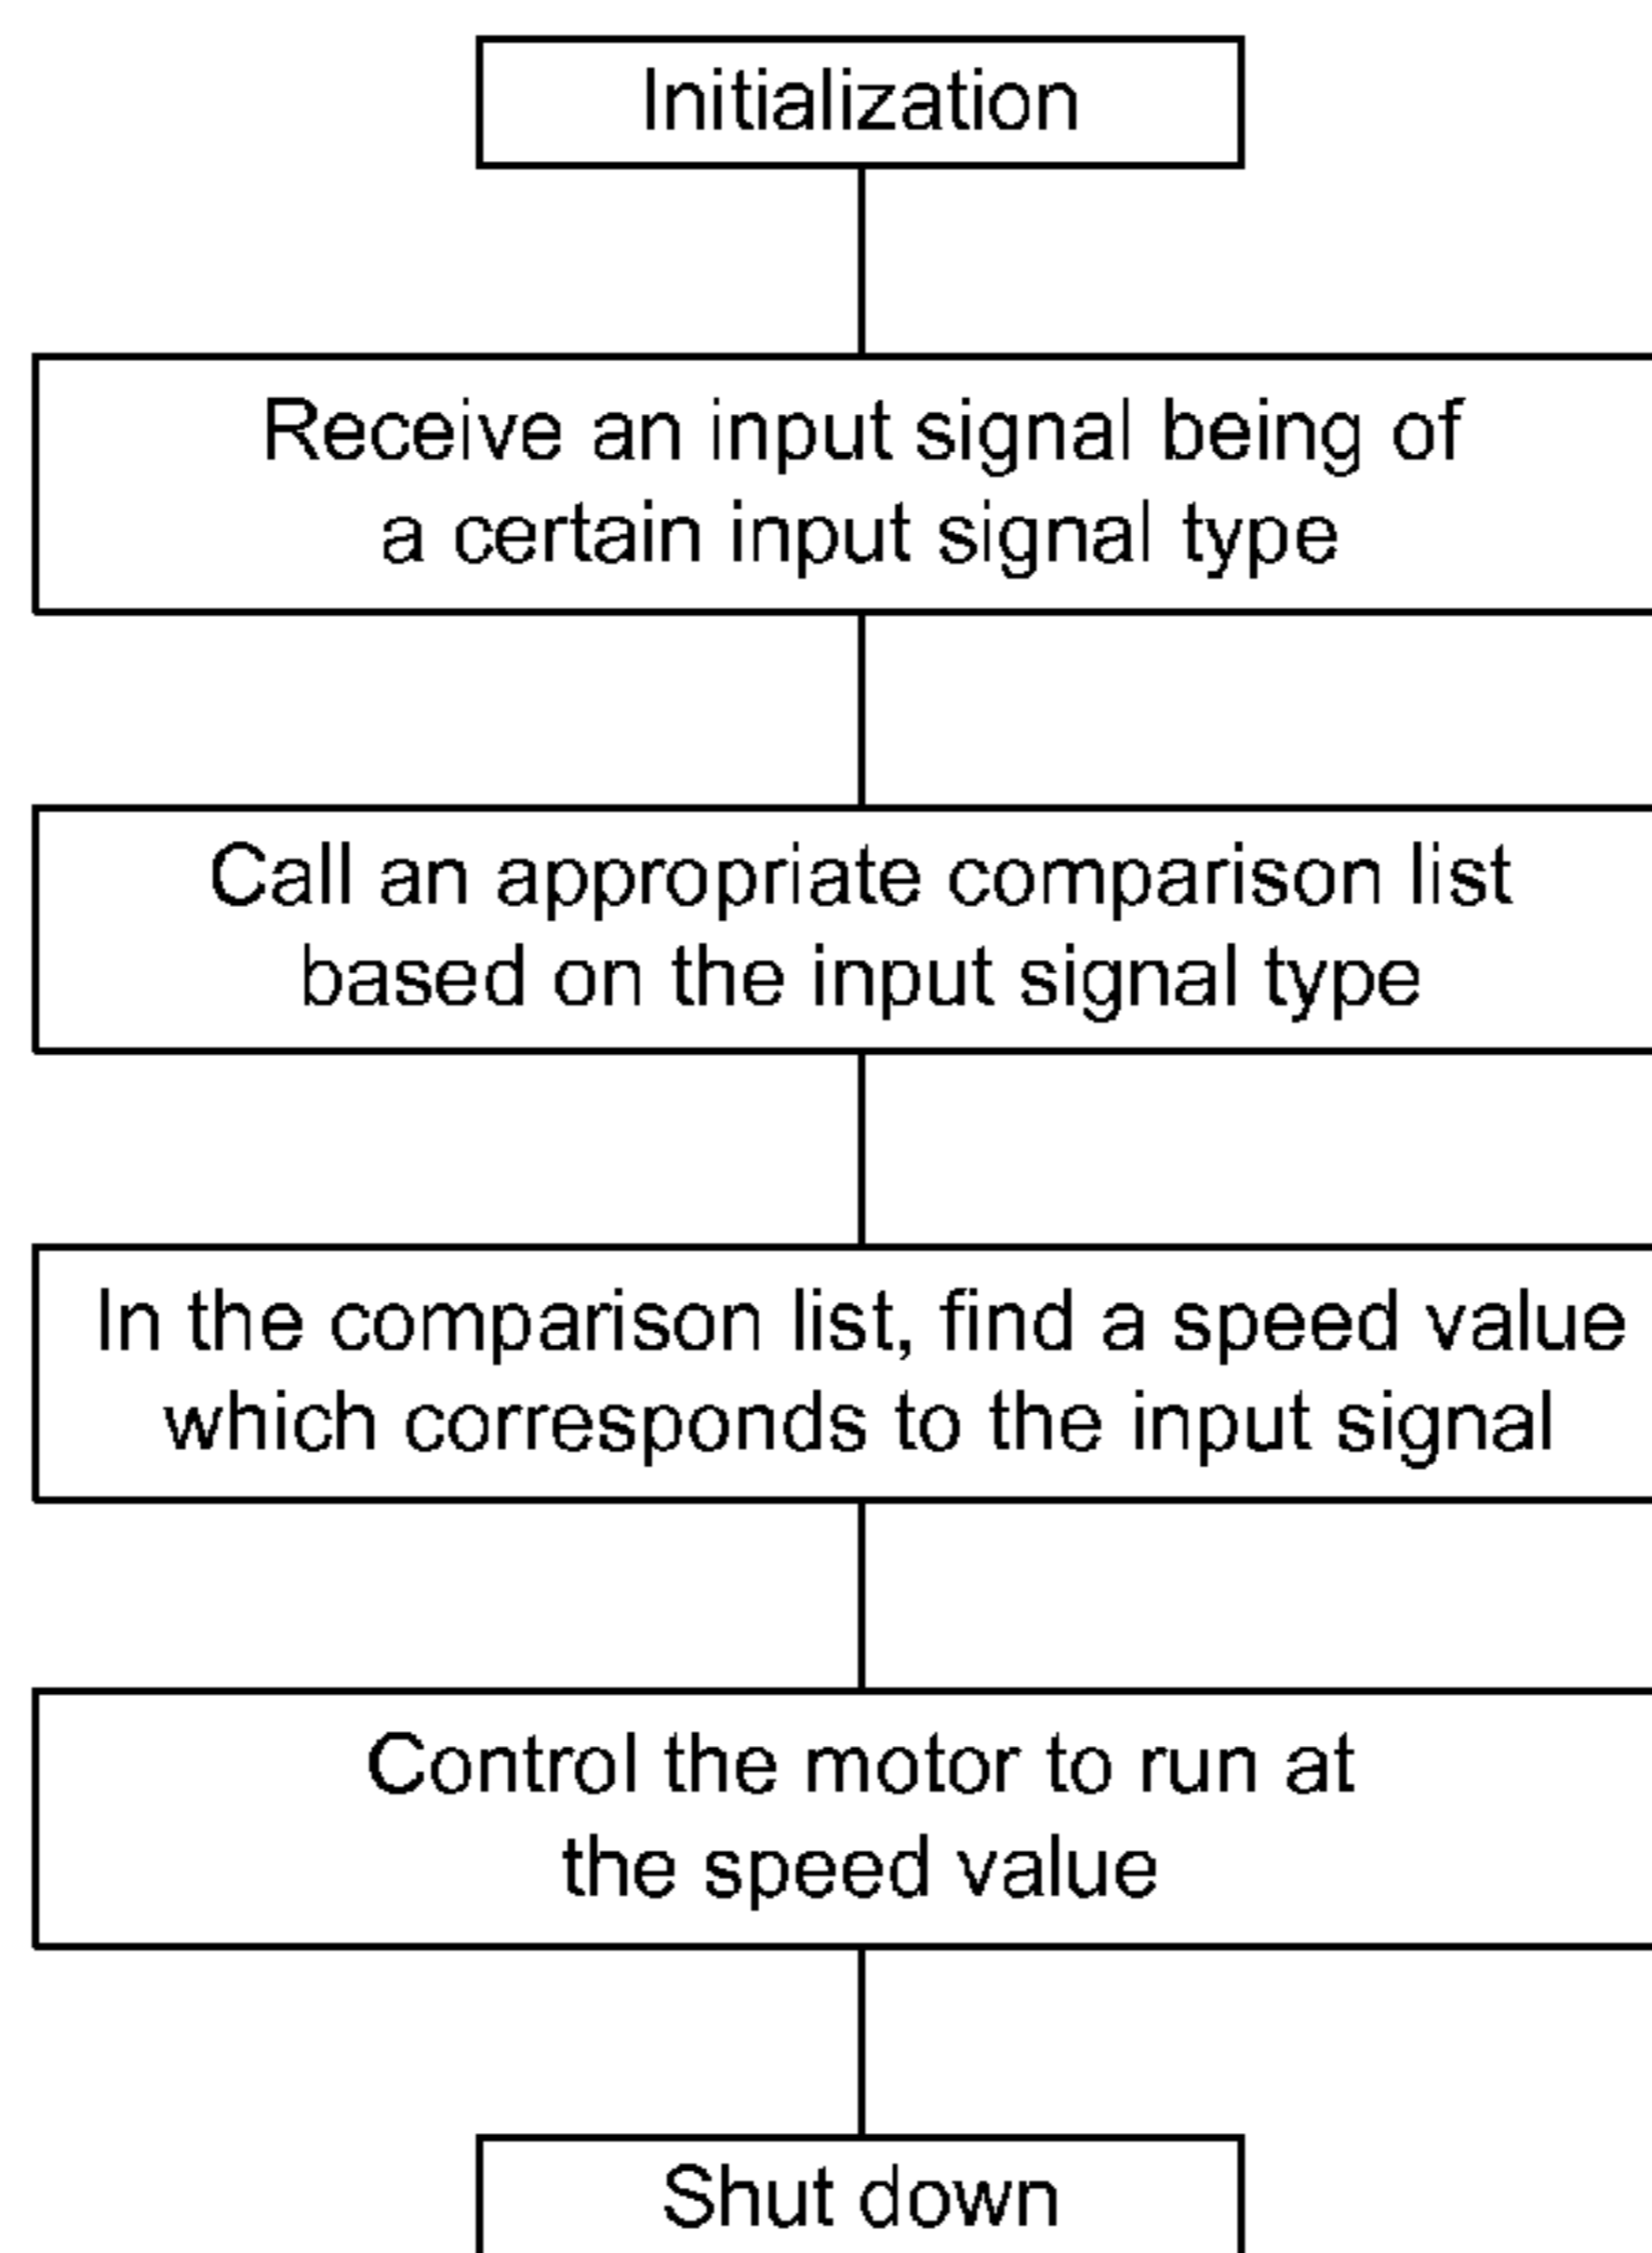 Initialization
Receive an input signal being of
a certain input signal type
Call an appropriate comparison list
based on the input signal type
In the comparison list, find a speed value
which corresponds to the input signal
Control the motor to run at
the speed value
Shut down